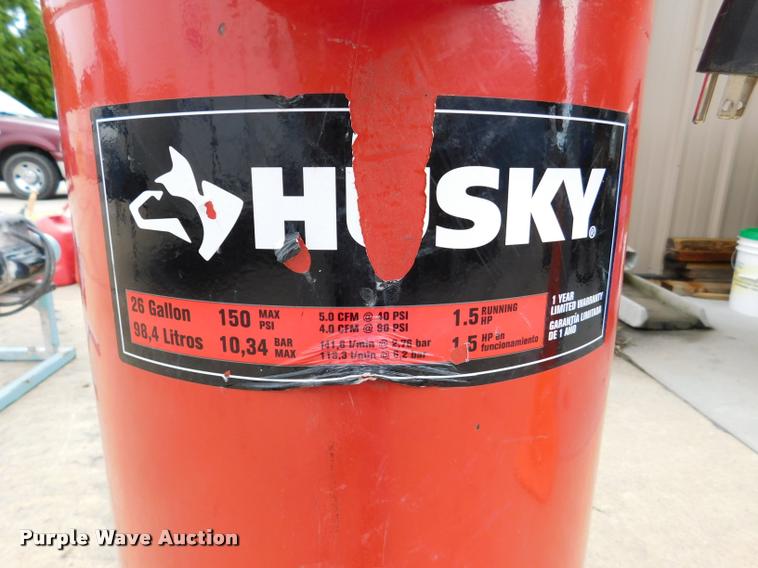 HUSKY®
26 Gallon 150 MAX PSI 5.0 CFM @ 40 PSI 1.5 RUNNING HP
4.0 CFM @ 90 PSI
98,4 Litros 10,34 BAR MAX 141,6 l/min @ 2,76 bar 1,5 HP en funcionamiento
113,3 l/min @ 6,2 bar
1 YEAR
LIMITED WARRANTY
GARANTÍA LIMITADA
DE 1 AÑO
Purple Wave Auction